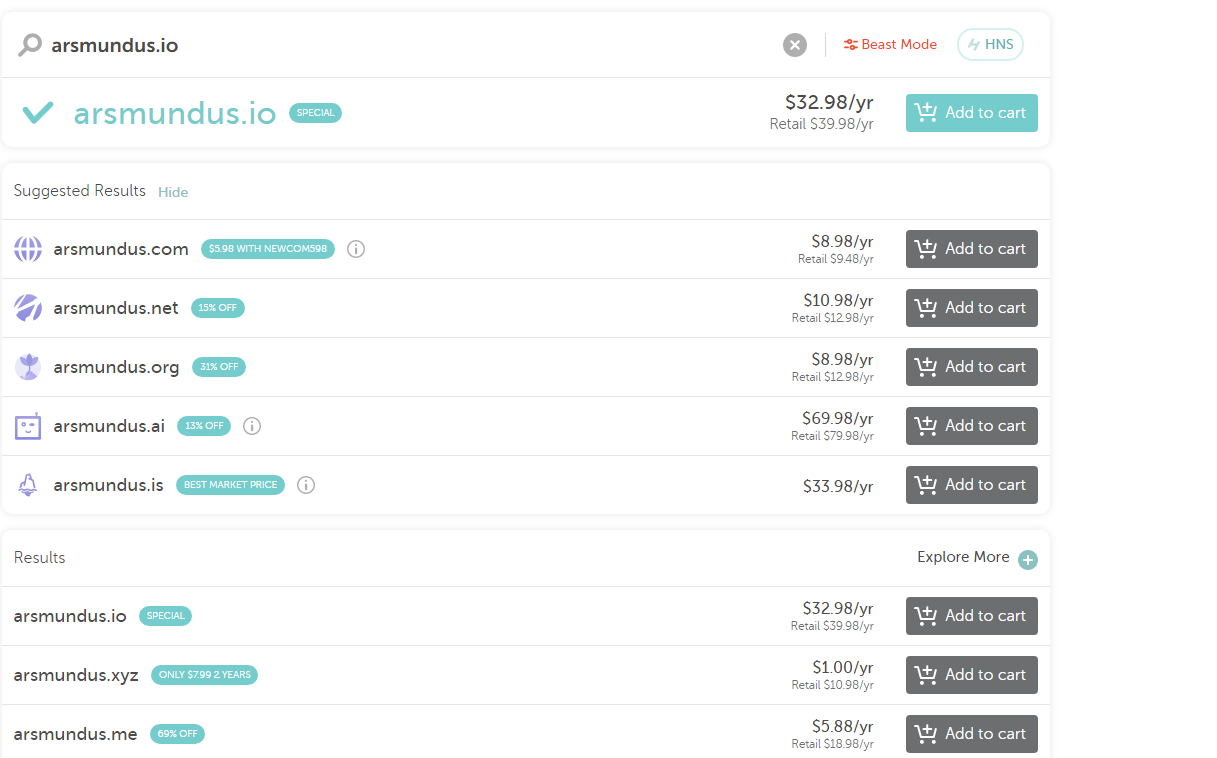 arsmundus.io
Beast Mode
HNS
arsmundus.io SPECIAL
$32.98/yr
Retail $39.98/yr
Add to cart
Suggested Results Hide
arsmundus.com $5.98 WITH NEWCOM598
$8.98/yr
Retail $9.48/yr
Add to cart
arsmundus.net 15% OFF
$10.98/yr
Retail $12.98/yr
Add to cart
arsmundus.org 31% OFF
$8.98/yr
Retail $12.98/yr
Add to cart
arsmundus.ai 13% OFF
$69.98/yr
Retail $79.98/yr
Add to cart
arsmundus.is BEST MARKET PRICE
$33.98/yr
Add to cart
Results
Explore More
arsmundus.io SPECIAL
$32.98/yr
Retail $39.98/yr
Add to cart
arsmundus.xyz ONLY $7.99 2 YEARS
$1.00/yr
Retail $10.98/yr
Add to cart
arsmundus.me 69% OFF
$5.88/yr
Retail $18.98/yr
Add to cart